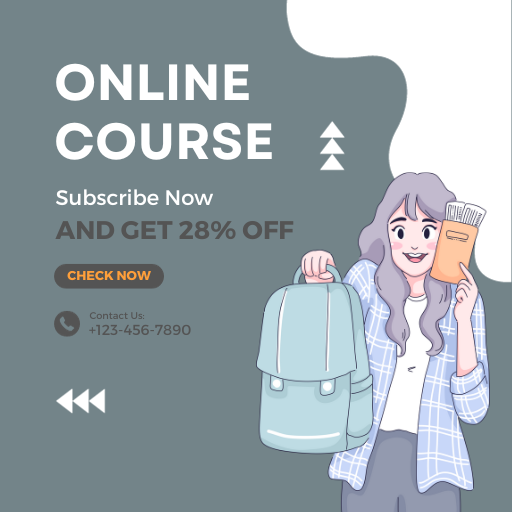 ONLINE
COURSE
Subscribe Now
AND GET 28% OFF
CHECK NOW
Contact Us:
+123-456-7890